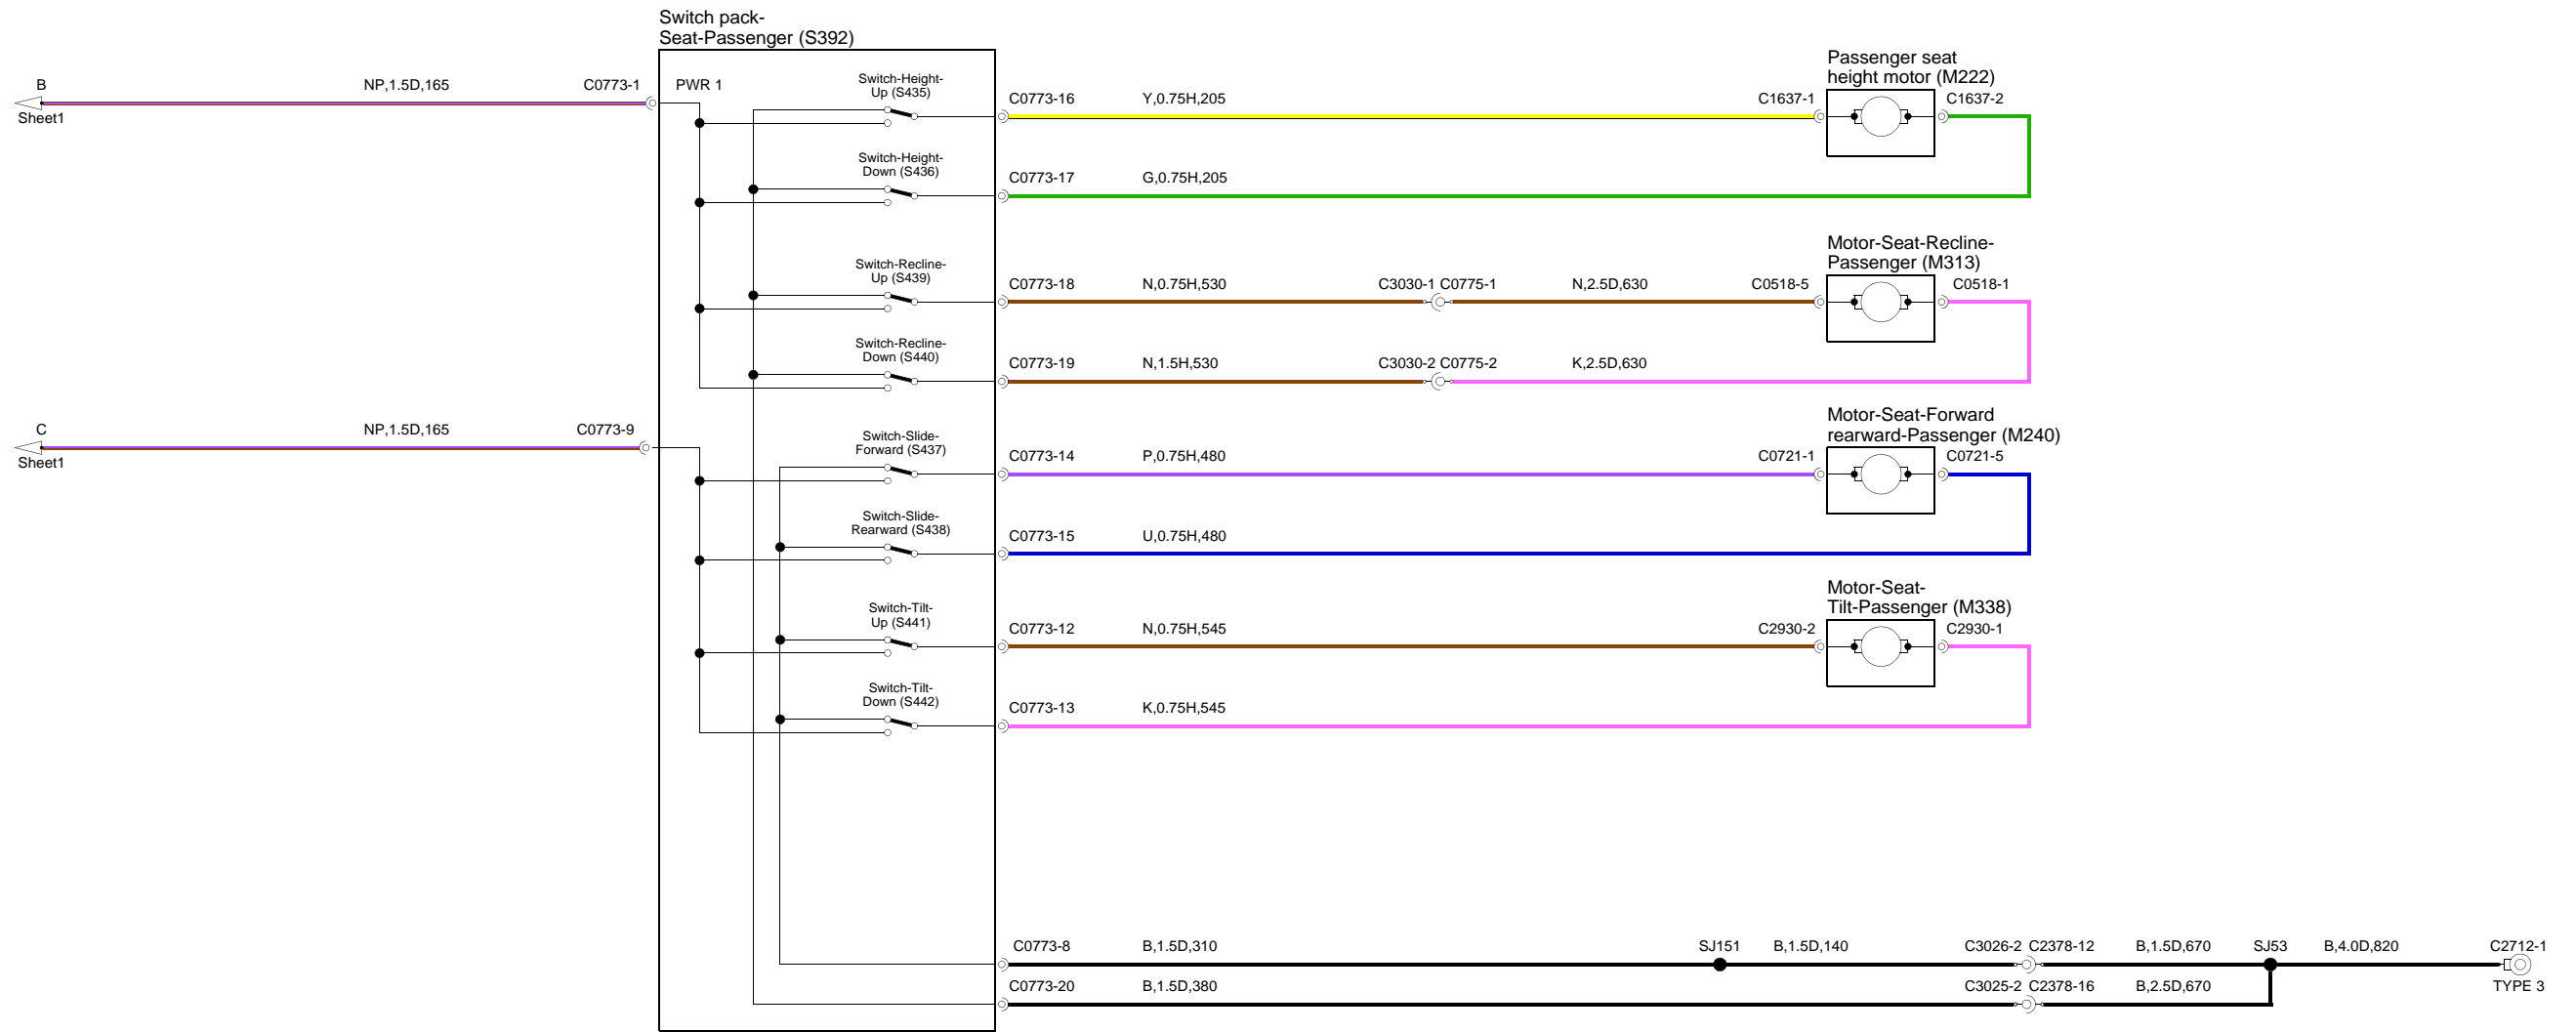 Switch pack-
Seat-Passenger (S392)
B
NP,1.5D,165
C0773-1
PWR 1
Sheet1
Switch-Height-
Up (S435)
C0773-16
Y,0.75H,205
C1637-1
Passenger seat
height motor (M222)
C1637-2
Switch-Height-
Down (S436)
C0773-17
G,0.75H,205
Switch-Recline-
Up (S439)
C0773-18
N,0.75H,530
C3030-1 C0775-1
N,2.5D,630
C0518-5
Motor-Seat-Recline-
Passenger (M313)
C0518-1
Switch-Recline-
Down (S440)
C0773-19
N,1.5H,530
C3030-2 C0775-2
K,2.5D,630
C
NP,1.5D,165
C0773-9
Sheet1
Switch-Slide-
Forward (S437)
C0773-14
P,0.75H,480
C0721-1
Motor-Seat-Forward
rearward-Passenger (M240)
C0721-5
Switch-Slide-
Rearward (S438)
C0773-15
U,0.75H,480
Switch-Tilt-
Up (S441)
C0773-12
N,0.75H,545
C2930-2
Motor-Seat-
Tilt-Passenger (M338)
C2930-1
Switch-Tilt-
Down (S442)
C0773-13
K,0.75H,545
C0773-8
B,1.5D,310
SJ151
B,1.5D,140
C3026-2 C2378-12
B,1.5D,670
SJ53
B,4.0D,820
C2712-1
C0773-20
B,1.5D,380
C3025-2 C2378-16
B,2.5D,670
TYPE 3